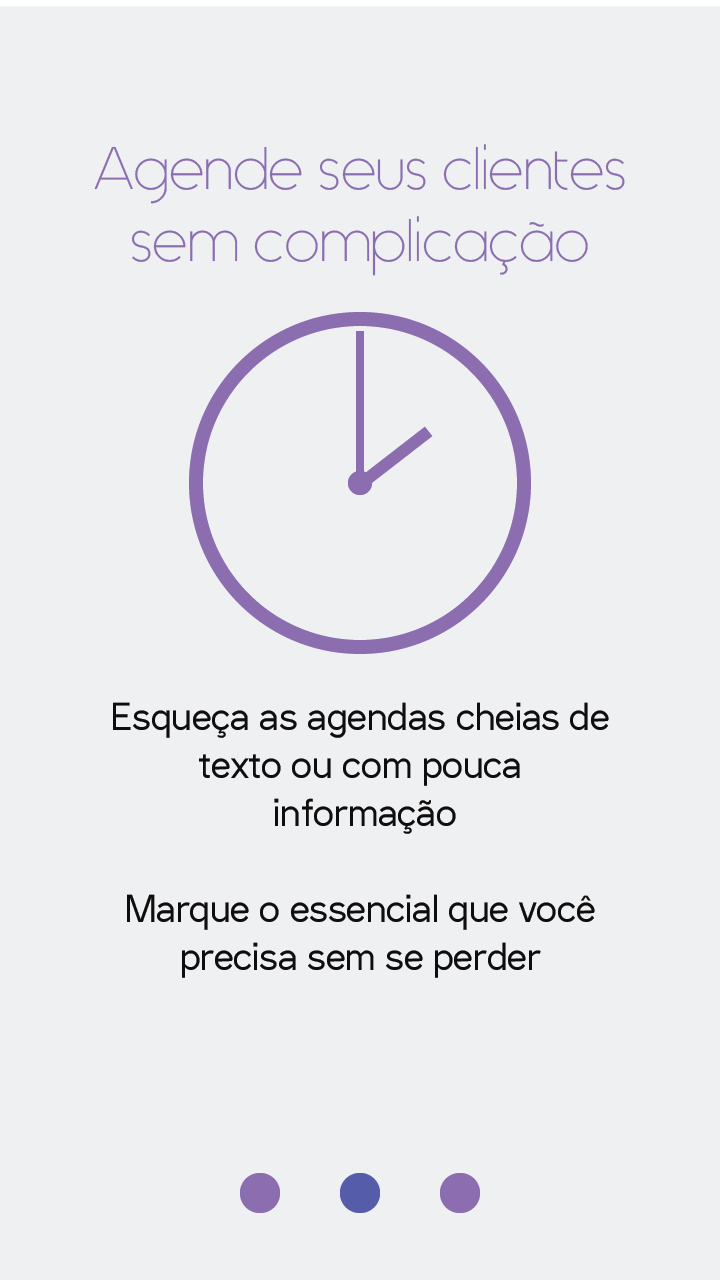 Agende seus clientes
sem complicação
Esqueça as agendas cheias de
texto ou com pouca
informação
Marque o essencial que você
precisa sem se perder